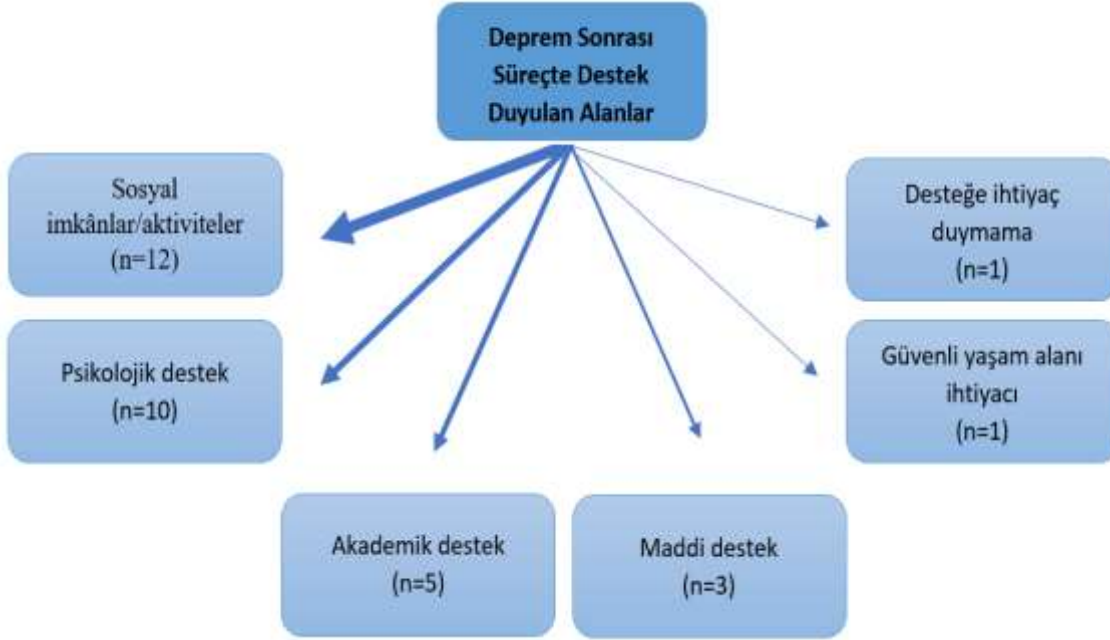 Deprem Sonrası
Süreçte Destek
Duyulan Alanlar
Sosyal
imkânlar/aktiviteler
(n=12)
Psikolojik destek
(n=10)
Akademik destek
(n=5)
Maddi destek
(n=3)
Desteğe ihtiyaç
duymama
(n=1)
Güvenli yaşam alanı
ihtiyacı
(n=1)